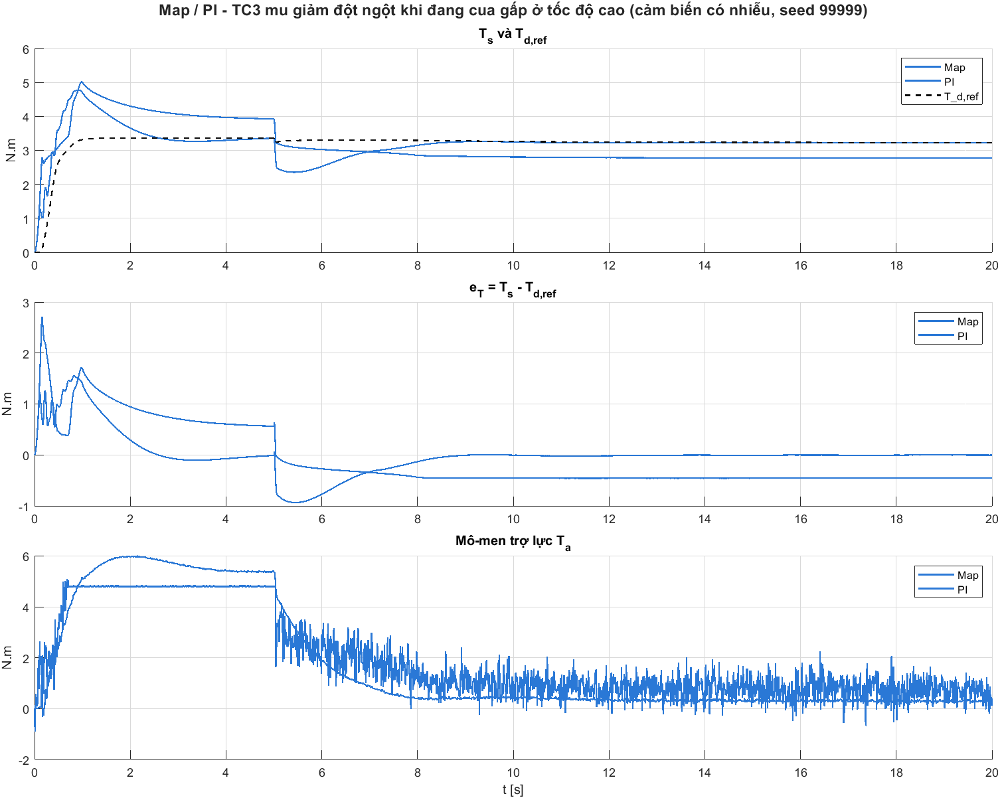 Map / PI - TC3 mu giảm đột ngột khi đang cua gấp ở tốc độ cao (cảm biến có nhiễu, seed 99999)
T_s và T_d,ref
6
5
4
3
2
1
0
N.m
Map
PI
T_d,ref
0 2 4 6 8 10 12 14 16 18 20
e_T = T_s - T_d,ref
3
2
1
0
-1
N.m
Map
PI
0 2 4 6 8 10 12 14 16 18 20
Mô-men trợ lực T_a
6
4
2
0
-2
N.m
Map
PI
0 2 4 6 8 10 12 14 16 18 20
t [s]